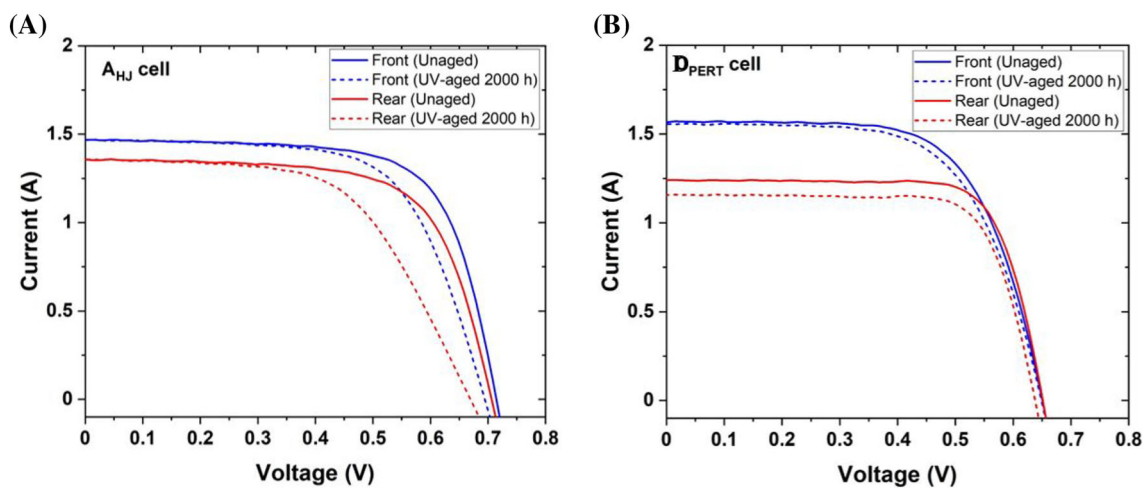 (A)
A_HJ cell
Front (Unaged)
Front (UV-aged 2000 h)
Rear (Unaged)
Rear (UV-aged 2000 h)
2
1.5
1
0.5
0
Current (A)
0 0.1 0.2 0.3 0.4 0.5 0.6 0.7 0.8
Voltage (V)
(B)
D_PERT cell
Front (Unaged)
Front (UV-aged 2000 h)
Rear (Unaged)
Rear (UV-aged 2000 h)
2
1.5
1
0.5
0
Current (A)
0 0.1 0.2 0.3 0.4 0.5 0.6 0.7 0.8
Voltage (V)